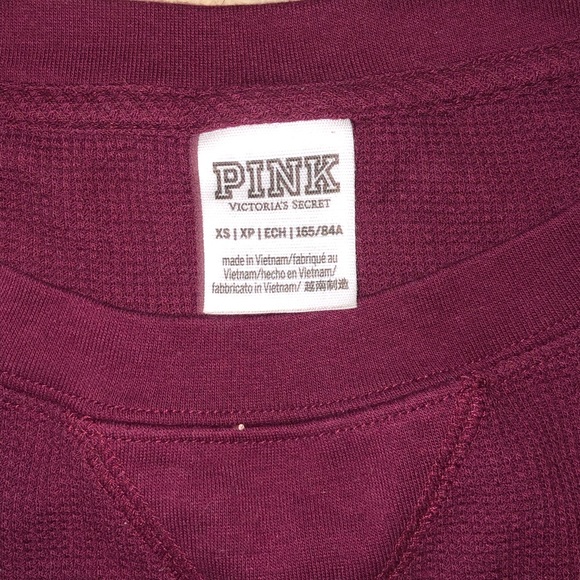 PINK
VICTORIA'S SECRET
XS | XP | ECH | 165/84A
made in Vietnam/fabriqué au
Vietnam/hecho en Vietnam/
fabbricato in Vietnam/ 越南制造